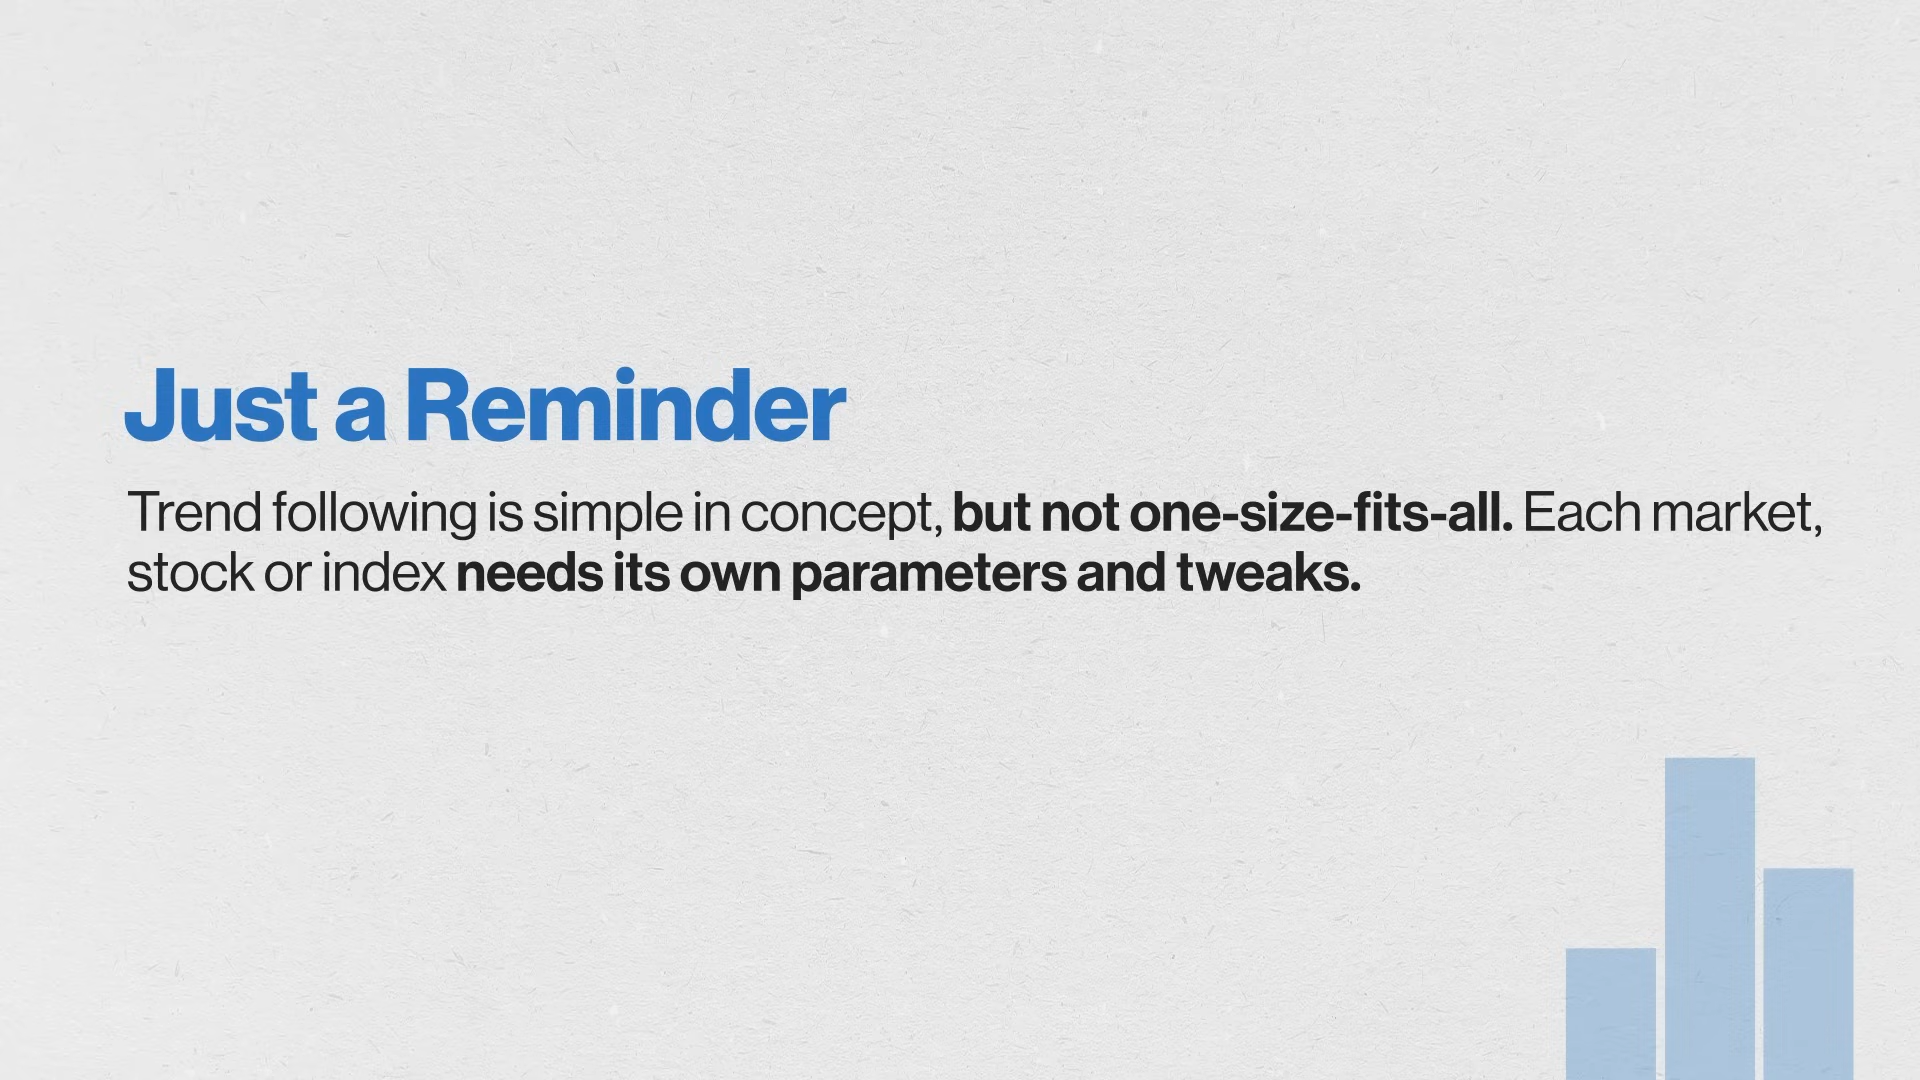 Just a Reminder
Trend following is simple in concept, but not one-size-fits-all. Each market,
stock or index needs its own parameters and tweaks.